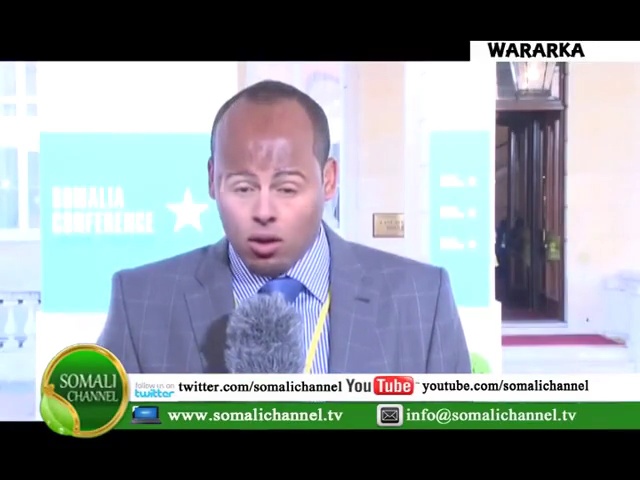 WARARKA
SOMALIA
CONFERENCE
SOMALI
CHANNEL
follow us on
twitter
twitter.com/somalichannel
YouTube
youtube.com/somalichannel
www.somalichannel.tv
info@somalichannel.tv